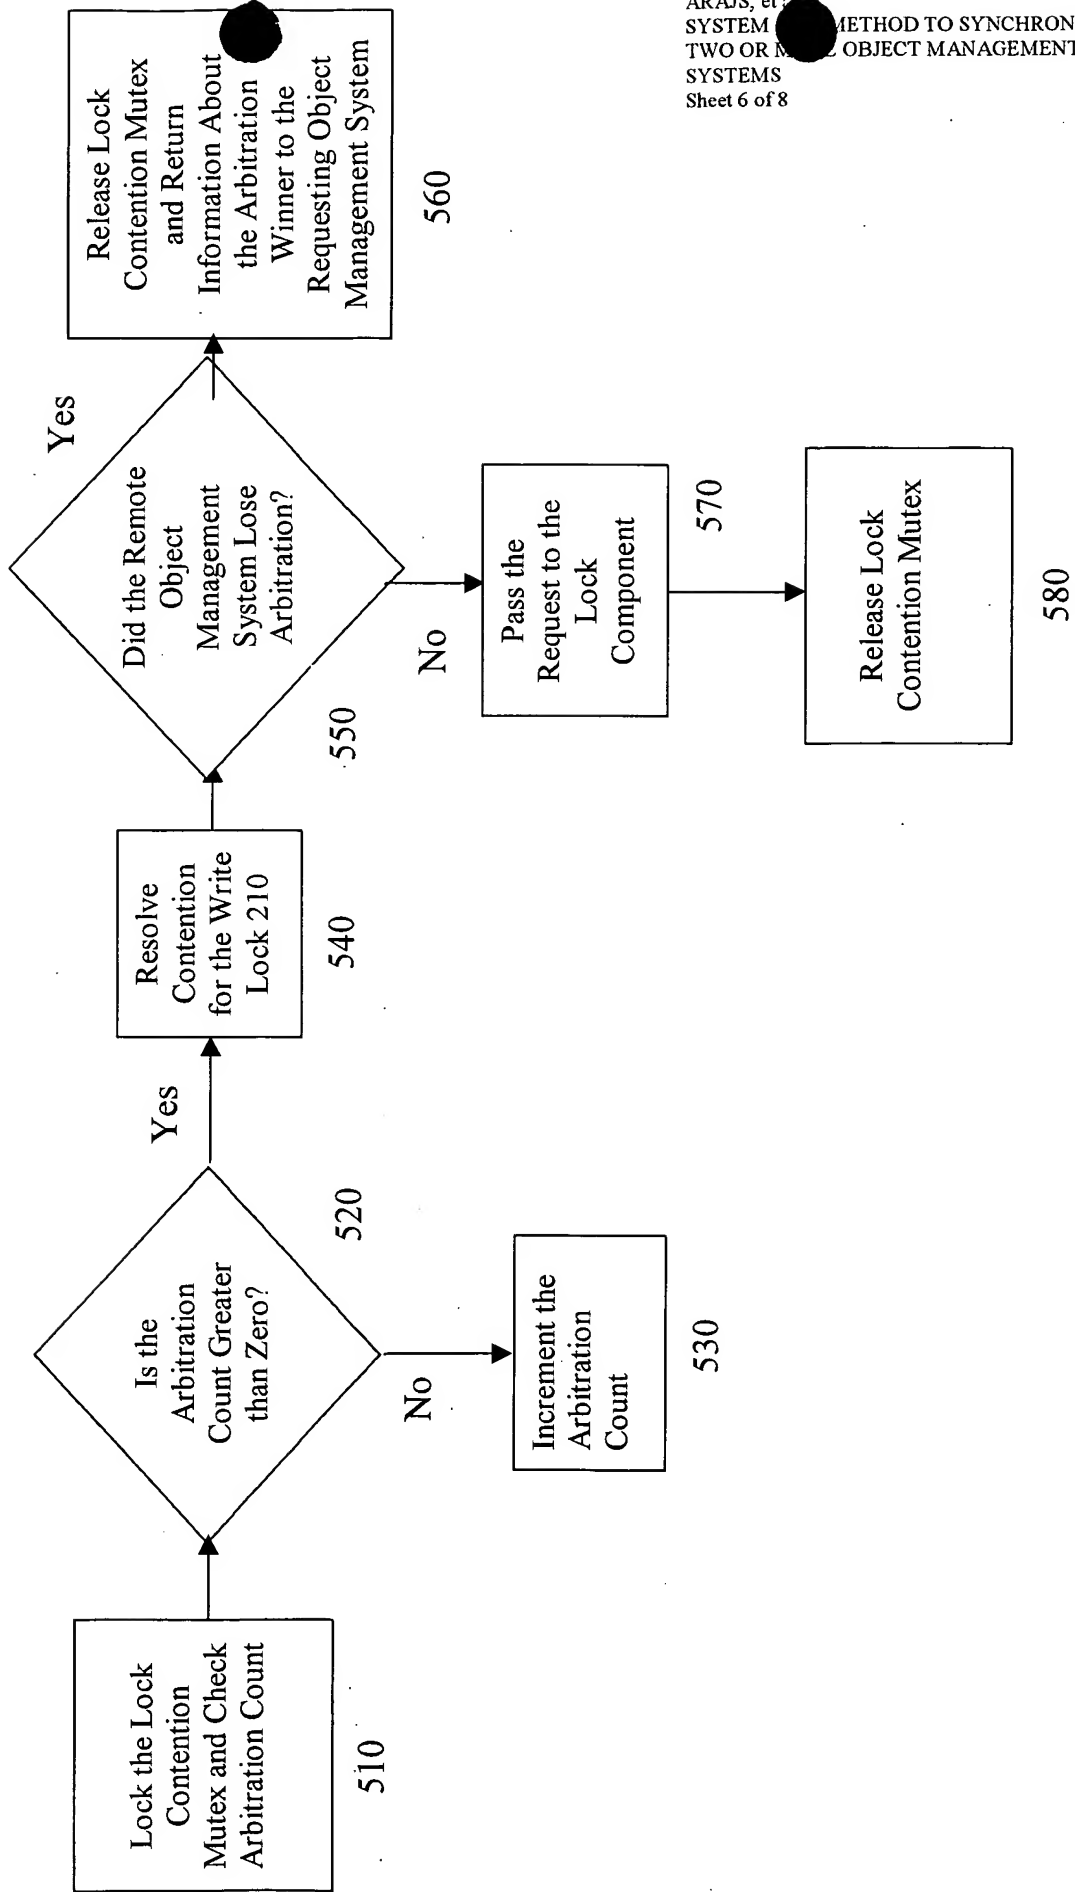 ARAJS, et
SYSTEM METHOD TO SYNCHRON
TWO OR OBJECT MANAGEMENT
SYSTEMS
Sheet 6 of 8
Lock the Lock
Contention
Mutex and Check
Arbitration Count
510
Is the
Arbitration
Count Greater
than Zero?
520
Yes
No
Increment the
Arbitration
Count
530
Resolve
Contention
for the Write
Lock 210
540
Did the Remote
Object
Management
System Lose
Arbitration?
550
Yes
No
Release Lock
Contention Mutex
and Return
Information About
the Arbitration
Winner to the
Requesting Object
Management System
560
Pass the
Request to the
Lock
Component
570
Release Lock
Contention Mutex
580